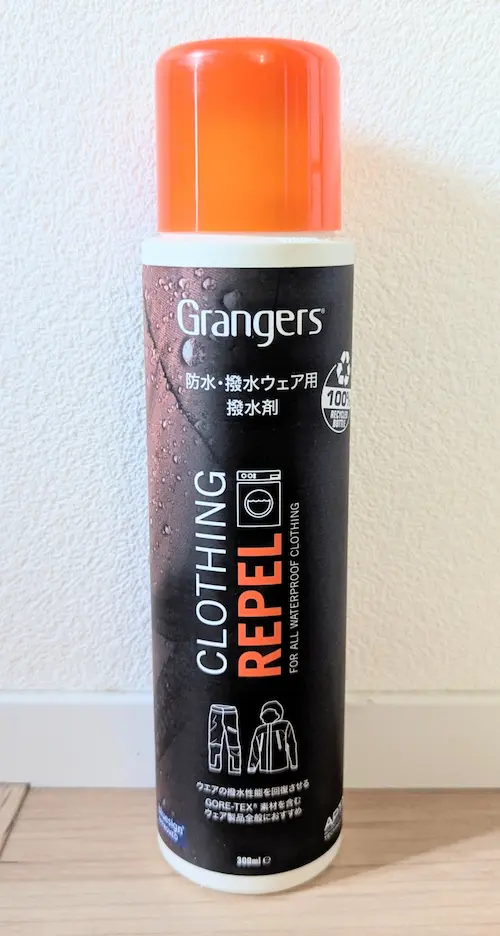 Grangers®
防水・撥水ウェア用
撥水剤
100%
RECYCLED
BOTTLE
CLOTHING
REPEL
FOR ALL WATERPROOF CLOTHING
ウエアの撥水性能を回復させる
GORE-TEX® 素材を含む
ウェア製品全般におすすめ
300ml ℮